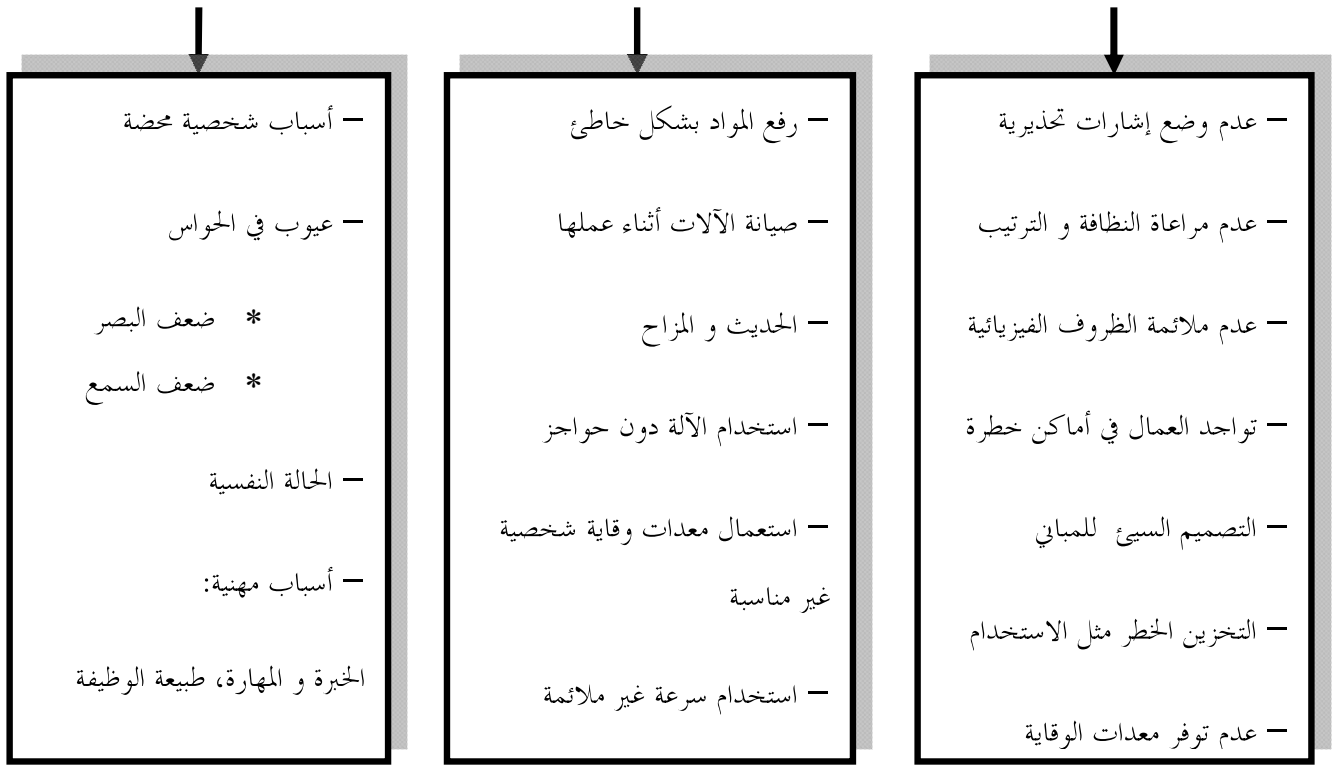 – عدم وضع إشارات تحذيرية
– عدم مراعاة النظافة و الترتيب
– عدم ملائمة الظروف الفيزيائية
– تواجد العمال في أماكن خطرة
– التصميم السيئ للمباني
– التخزين الخطر مثل الاستخدام
– عدم توفر معدات الوقاية
– رفع المواد بشكل خاطئ
– صيانة الآلات أثناء عملها
– الحديث و المزاح
– استخدام الآلة دون حواجز
– استعمال معدات وقاية شخصية
غير مناسبة
– استخدام سرعة غير ملائمة
– أسباب شخصية محضة
– عيوب في الحواس
* ضعف البصر
* ضعف السمع
– الحالة النفسية
– أسباب مهنية:
الخبرة و المهارة، طبيعة الوظيفة